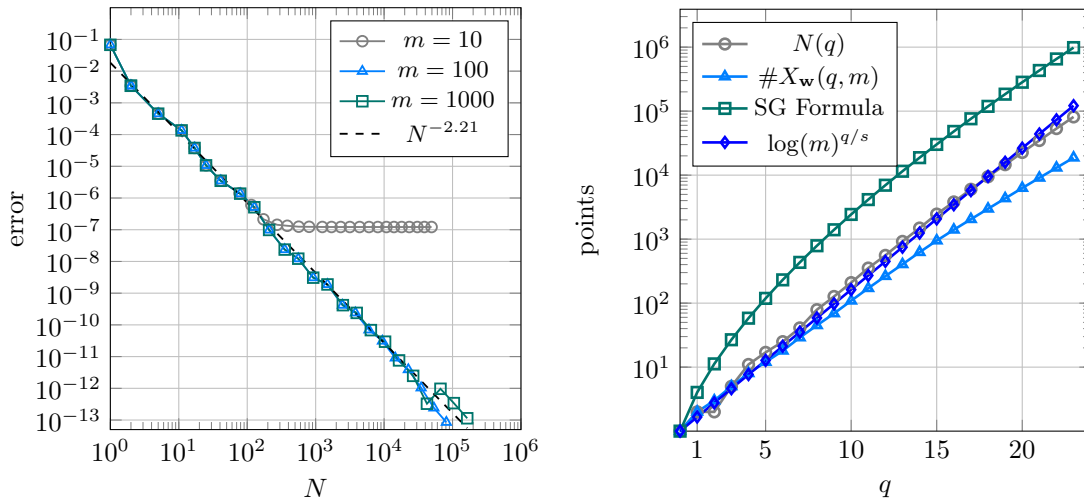 10^{-1}
10^{-2}
10^{-3}
10^{-4}
10^{-5}
10^{-6}
10^{-7}
10^{-8}
10^{-9}
10^{-10}
10^{-11}
10^{-12}
10^{-13}
error
10^0 10^1 10^2 10^3 10^4 10^5 10^6
N
m = 10
m = 100
m = 1000
N^{-2.21}
10^6
10^5
10^4
10^3
10^2
10^1
points
1 5 10 15 20
q
N(q)
#X_w(q, m)
SG Formula
log(m)^{q/s}